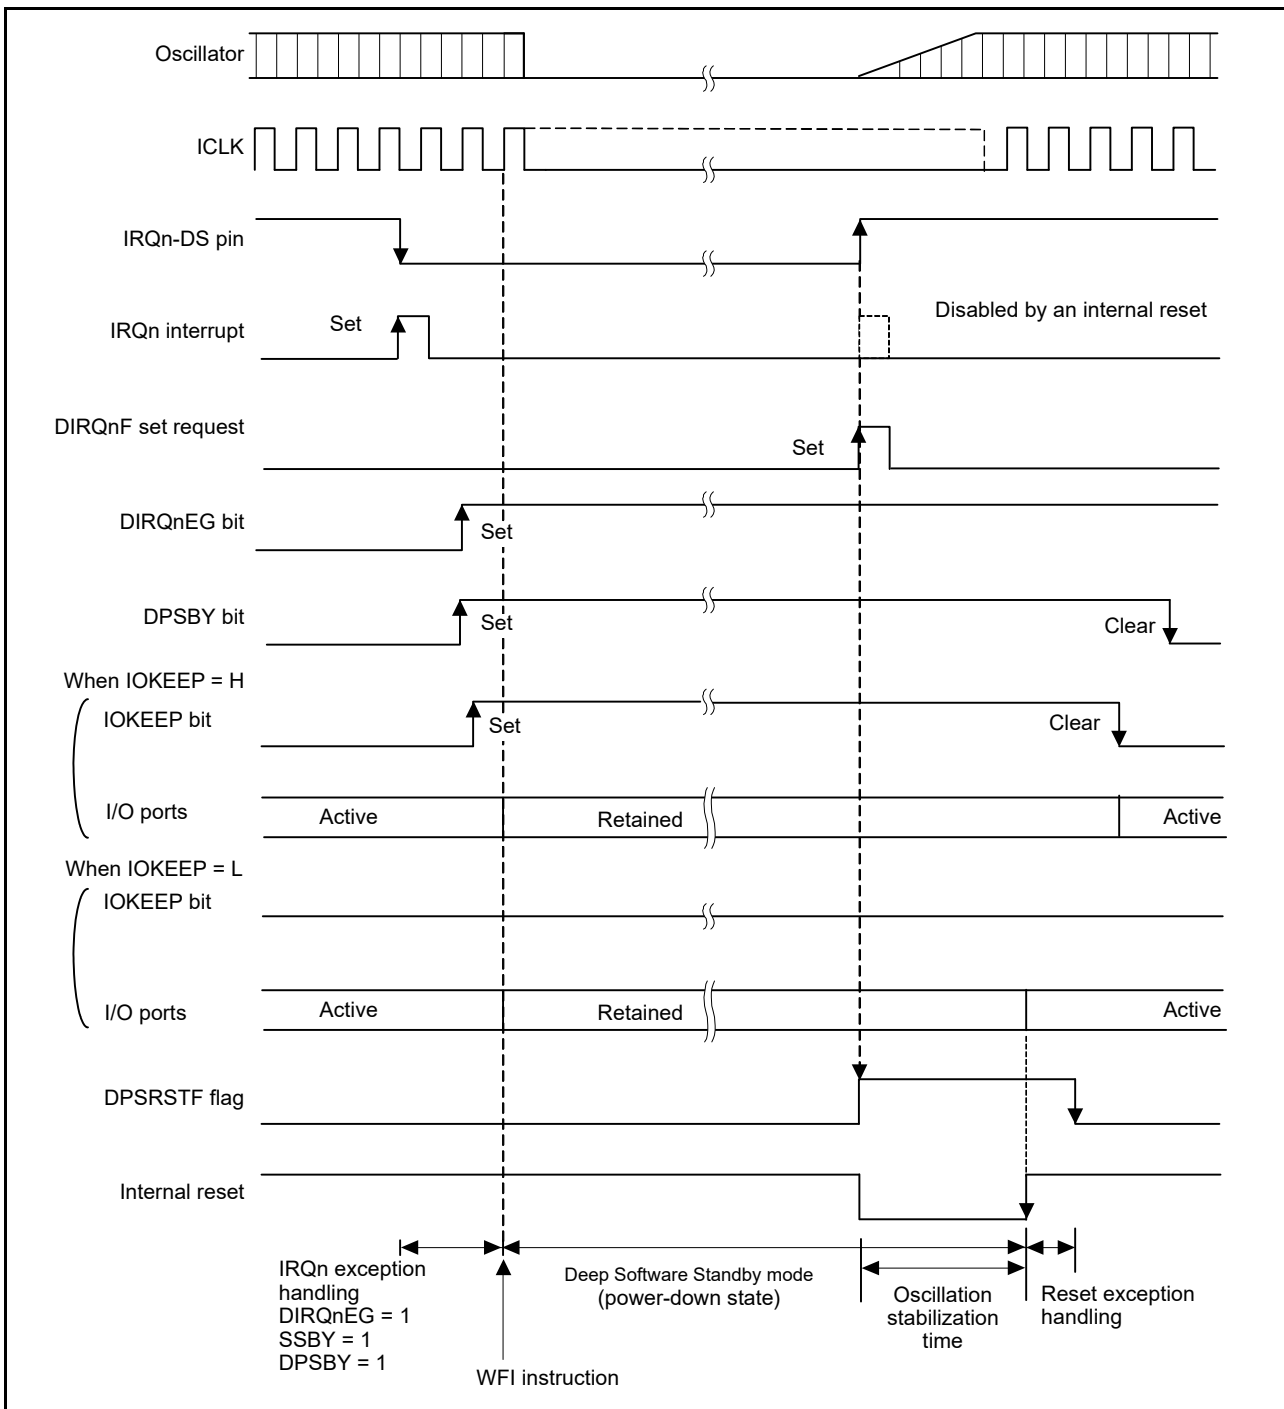 Oscillator
ICLK
IRQn-DS pin
Disabled by an internal reset
IRQn interrupt
Set
DIRQnF set request
Set
DIRQnEG bit
Set
DPSBY bit
Set
Clear
When IOKEEP = H
IOKEEP bit
Set
Clear
I/O ports
Active
Retained
Active
When IOKEEP = L
IOKEEP bit
I/O ports
Active
Retained
Active
DPSRSTF flag
Internal reset
IRQn exception
handling
DIRQnEG = 1
SSBY = 1
DPSBY = 1
WFI instruction
Deep Software Standby mode
(power-down state)
Oscillation
stabilization
time
Reset exception
handling